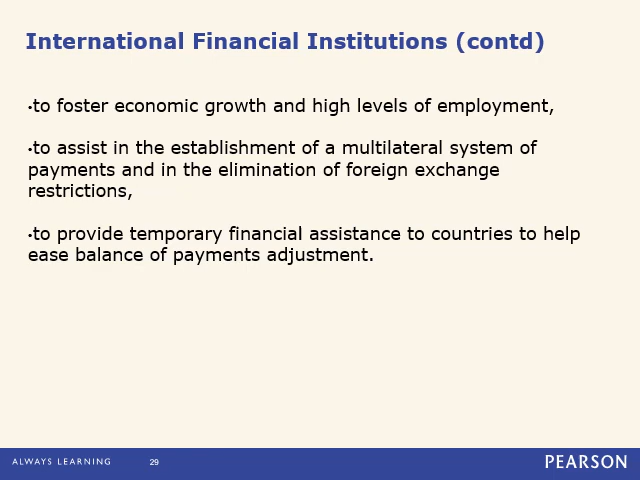 International Financial Institutions (contd)
•to foster economic growth and high levels of employment,
•to assist in the establishment of a multilateral system of
payments and in the elimination of foreign exchange
restrictions,
•to provide temporary financial assistance to countries to help
ease balance of payments adjustment.
ALWAYS LEARNING 29 PEARSON